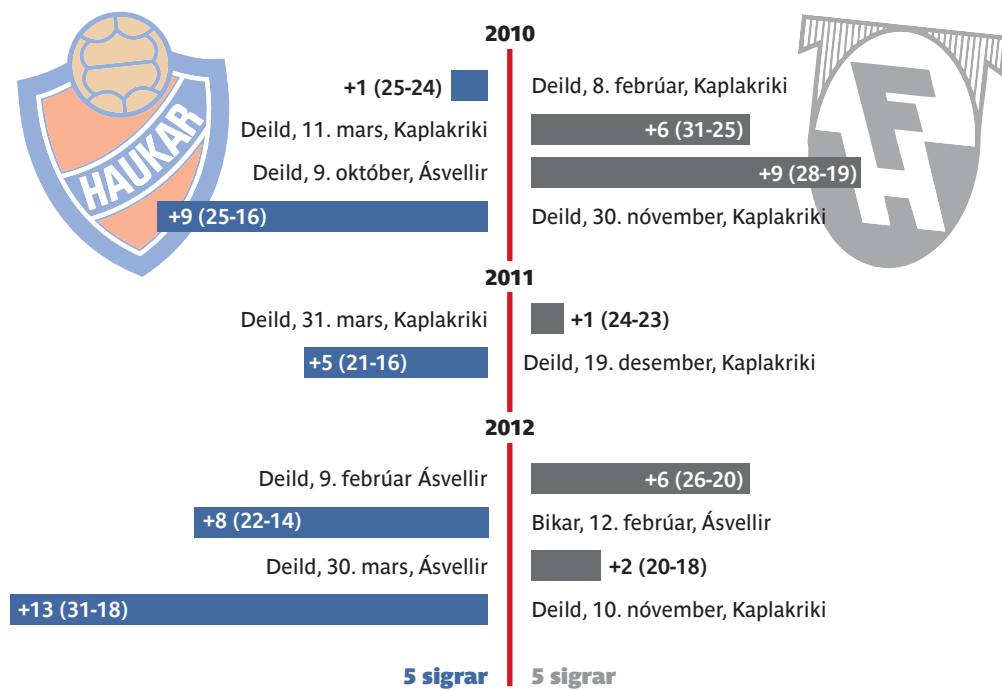 2010
HAUKAR
FH
+1 (25-24)
Deild, 11. mars, Kaplakriki
Deild, 9. október, Ásvellir
+9 (25-16)
Deild, 8. febrúar, Kaplakriki
+6 (31-25)
+9 (28-19)
Deild, 30. nóvember, Kaplakriki
2011
Deild, 31. mars, Kaplakriki
+5 (21-16)
+1 (24-23)
Deild, 19. desember, Kaplakriki
2012
Deild, 9. febrúar Ásvellir
+8 (22-14)
Deild, 30. mars, Ásvellir
+13 (31-18)
+6 (26-20)
Bikar, 12. febrúar, Ásvellir
+2 (20-18)
Deild, 10. nóvember, Kaplakriki
5 sigrar
5 sigrar